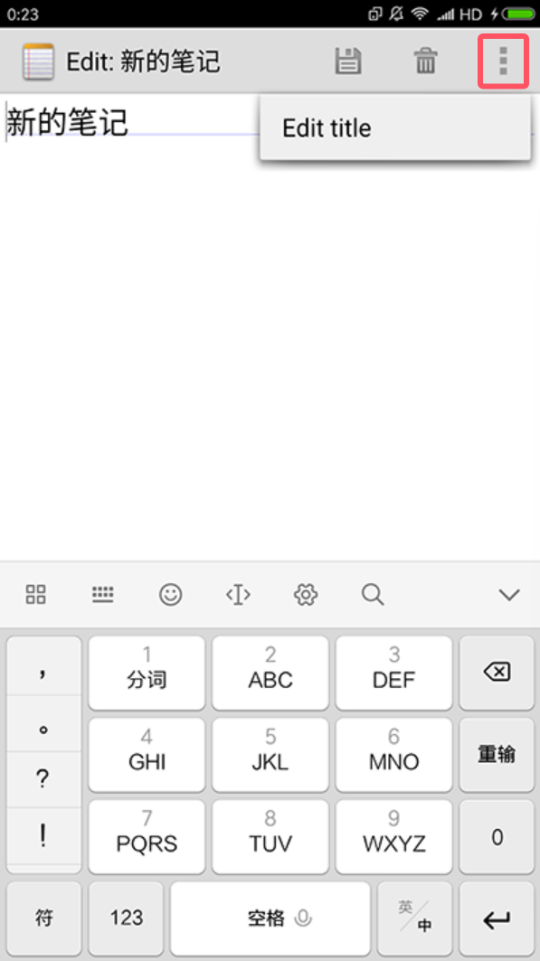 0:23 HD
Edit: 新的笔记
新的笔记
Edit title
, 1 2 3
分词 ABC DEF
。 4 5 6 重输
GHI JKL MNO
?
! 7 8 9 0
PQRS TUV WXYZ
符 123 空格 英/中